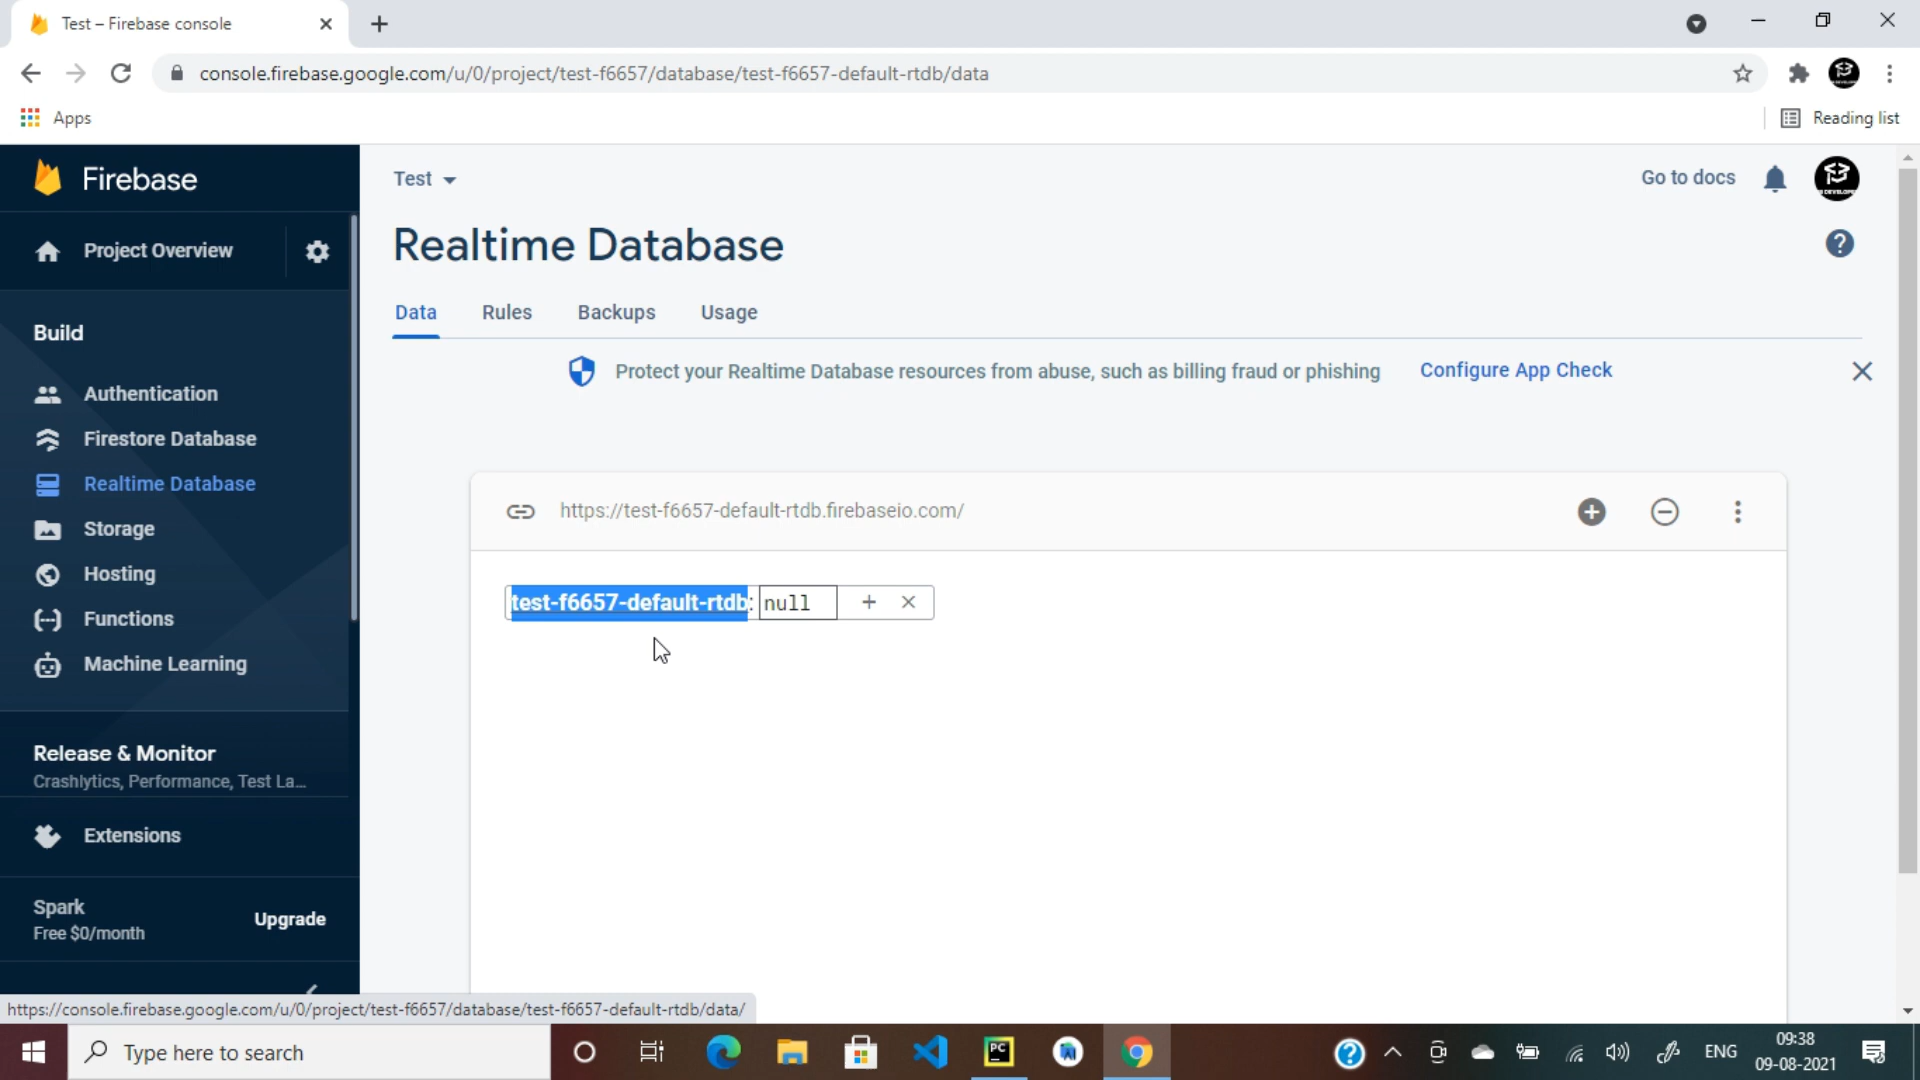 Test – Firebase console
console.firebase.google.com/u/0/project/test-f6657/database/test-f6657-default-rtdb/data
Apps
Reading list
Firebase
Test
Go to docs
Project Overview
Realtime Database
Data Rules Backups Usage
Build
Protect your Realtime Database resources from abuse, such as billing fraud or phishing Configure App Check
Authentication
Firestore Database
Realtime Database
Storage
Hosting
Functions
Machine Learning
https://test-f6657-default-rtdb.firebaseio.com/
test-f6657-default-rtdb: null
Release & Monitor
Crashlytics, Performance, Test La...
Extensions
Spark
Free $0/month
Upgrade
https://console.firebase.google.com/u/0/project/test-f6657/database/test-f6657-default-rtdb/data/
Type here to search
PC
ENG
09:38
09-08-2021